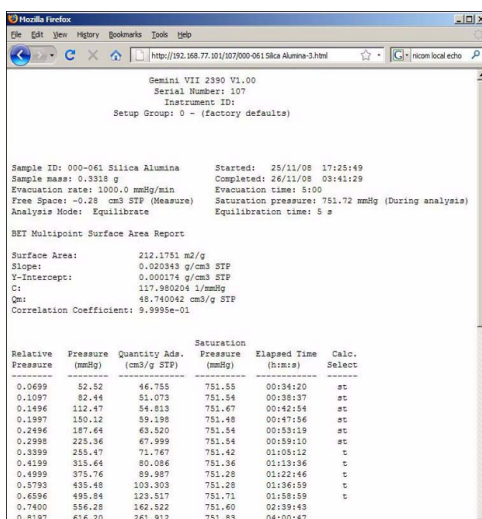 Mozilla Firefox
File Edit View History Bookmarks Tools Help
http://192.168.77.101/107/000-061 Silica Alumina-3.html nicom local echo
Gemini VII 2390 V1.00
Serial Number: 107
Instrument ID:
Setup Group: 0 - (factory defaults)
Sample ID: 000-061 Silica Alumina Started: 25/11/08 17:25:49
Sample mass: 0.3318 g Completed: 26/11/08 03:41:29
Evacuation rate: 1000.0 mmHg/min Evacuation time: 5:00
Free Space: -0.28 cm3 STP (Measure) Saturation pressure: 751.72 mmHg (During analysis)
Analysis Mode: Equilibrate Equilibration time: 5 s
BET Multipoint Surface Area Report
Surface Area: 212.1751 m2/g
Slope: 0.020343 g/cm3 STP
Y-Intercept: 0.000174 g/cm3 STP
C: 117.980204 1/mmHg
Qm: 48.740042 cm3/g STP
Correlation Coefficient: 9.9995e-01
Saturation
Relative Pressure Quantity Ads. Pressure Elapsed Time Calc.
Pressure (mmHg) (cm3/g STP) (mmHg) (h:m:s) Select
0.0699 52.52 46.755 751.55 00:34:20 st
0.1097 82.44 51.073 751.54 00:38:37 st
0.1496 112.47 54.813 751.67 00:42:54 st
0.1997 150.12 59.198 751.48 00:47:56 st
0.2496 187.64 63.520 751.54 00:53:19 st
0.2998 225.36 67.999 751.54 00:59:10 st
0.3399 255.47 71.767 751.42 01:05:12 t
0.4199 315.64 80.086 751.36 01:13:36 t
0.4999 375.76 89.987 751.28 01:22:46 t
0.5793 435.48 103.303 751.28 01:36:59 t
0.6596 495.84 123.517 751.71 01:58:59 t
0.7400 556.28 162.522 751.60 02:39:43
0.8197 616.20 261.912 751.83 04:00:47